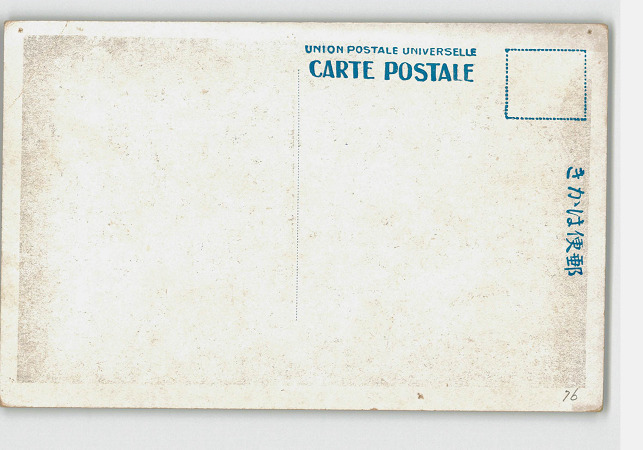 UNION POSTALE UNIVERSELLE
CARTE POSTALE
きかは便郵
76